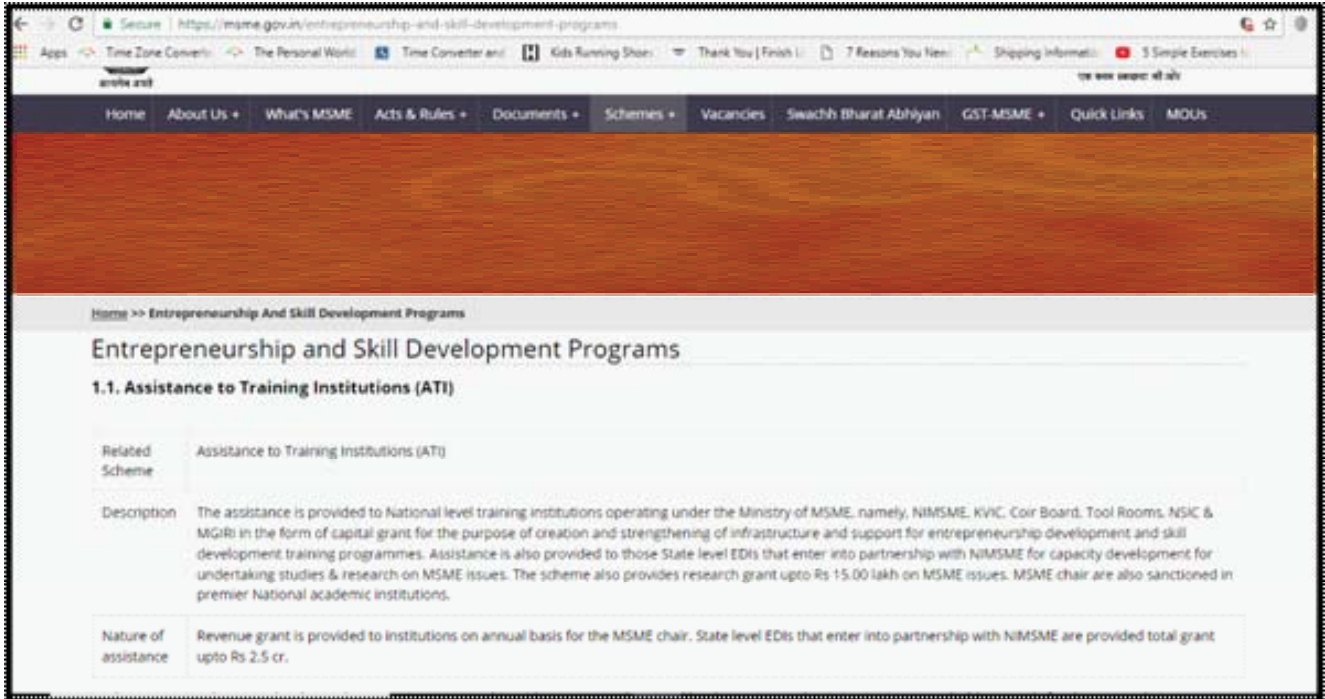 Secure | https://msme.gov.in/entrepreneurship-and-skill-development-programs
Apps Time Zone Converte The Personal World Time Converter and Kids Running Shoes Thank You | Finish Li 7 Reasons You Nee Shipping Informati 5 Simple Exercises
सत्यमेव जयते
एक कदम स्वच्छता की ओर
Home About Us + What's MSME Acts & Rules + Documents + Schemes + Vacancies Swachh Bharat Abhiyan GST-MSME + Quick Links MOUs
Home >> Entrepreneurship And Skill Development Programs
Entrepreneurship and Skill Development Programs
1.1. Assistance to Training Institutions (ATI)
Related Assistance to Training Institutions (ATI)
Scheme
Description The assistance is provided to National level training institutions operating under the Ministry of MSME, namely, NIMSME, KVIC, Coir Board, Tool Rooms, NSIC &
MGIRI in the form of capital grant for the purpose of creation and strengthening of infrastructure and support for entrepreneurship development and skill
development training programmes. Assistance is also provided to those State level EDIs that enter into partnership with NIMSME for capacity development for
undertaking studies & research on MSME issues. The scheme also provides research grant upto Rs 15.00 lakh on MSME issues. MSME chair are also sanctioned in
premier National academic institutions.
Nature of Revenue grant is provided to institutions on annual basis for the MSME chair. State level EDIs that enter into partnership with NIMSME are provided total grant
assistance upto Rs 2.5 cr.